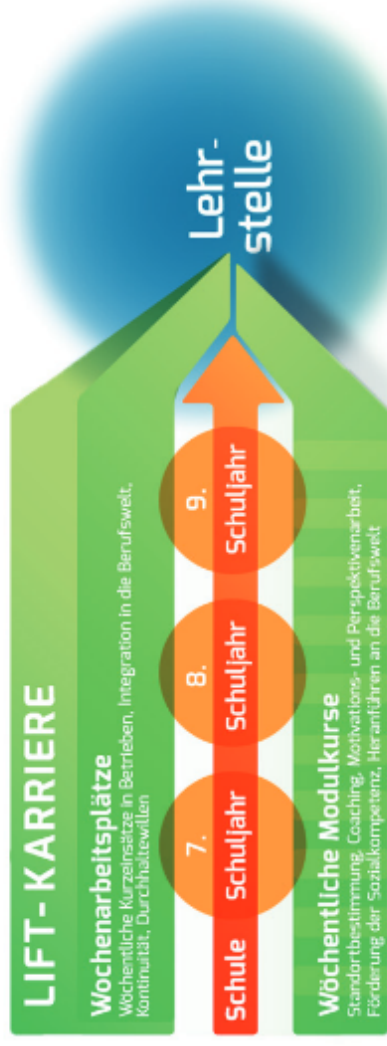 LIFT-KARRIERE
Wochenarbeitsplätze
Wöchentliche Kurzeinsätze in Betrieben, Integration in die Berufswelt,
Kontinuität, Durchhaltewillen
Schule
7.
Schuljahr
8.
Schuljahr
9.
Schuljahr
Lehr-
stelle
Wöchentliche Modulkurse
Standortbestimmung, Coaching, Motivations- und Perspektivenarbeit,
Förderung der Sozialkompetenz, Heranführen an die Berufswelt